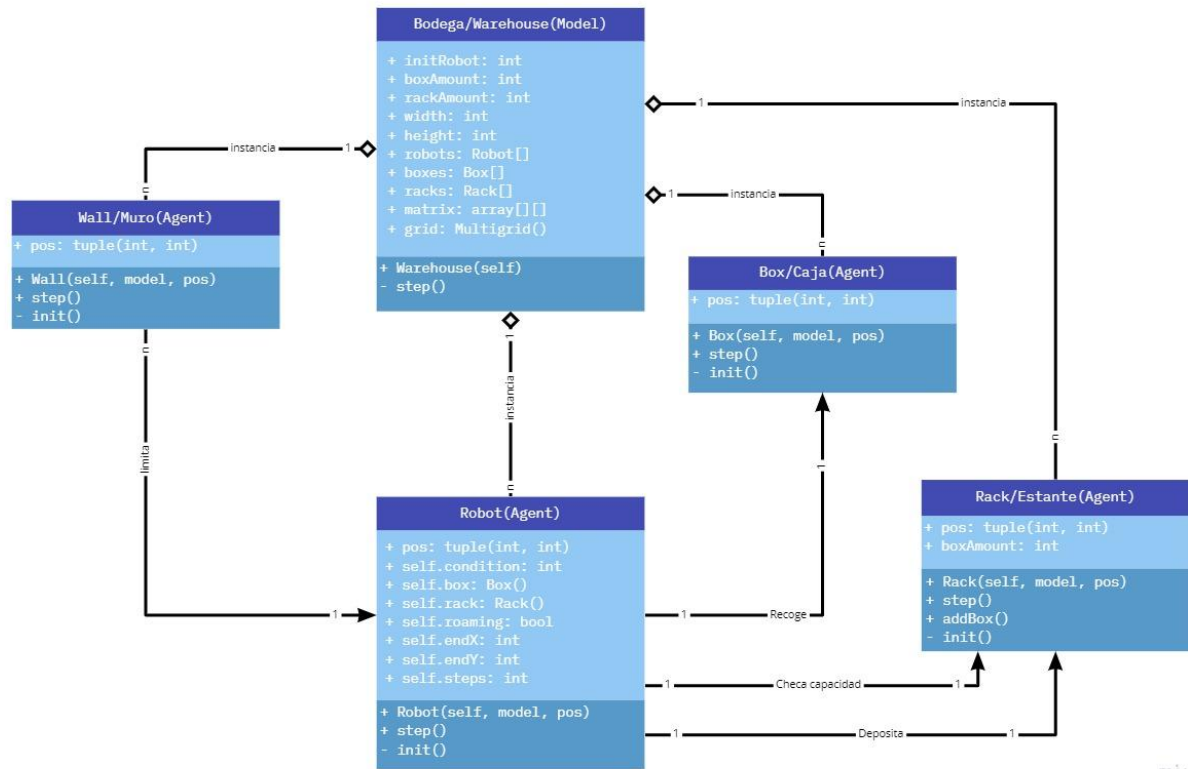 Bodega/Warehouse(Model)
+ initRobot: int
+ boxAmount: int
+ rackAmount: int
+ width: int
+ height: int
+ robots: Robot[]
+ boxes: Box[]
+ racks: Rack[]
+ matrix: array[][]
+ grid: Multigrid()
+ Warehouse(self)
- step()
1
instancia
instancia
1
1
instancia
n
n
n
1
instancia
n
Wall/Muro(Agent)
+ pos: tuple(int, int)
+ Wall(self, model, pos)
+ step()
- init()
n
limita
1
Box/Caja(Agent)
+ pos: tuple(int, int)
+ Box(self, model, pos)
+ step()
- init()
1
Robot(Agent)
+ pos: tuple(int, int)
+ self.condition: int
+ self.box: Box()
+ self.rack: Rack()
+ self.roaming: bool
+ self.endX: int
+ self.endY: int
+ self.steps: int
+ Robot(self, model, pos)
+ step()
- init()
1
Recoge
1
Checa capacidad
1
1
Deposita
1
Rack/Estante(Agent)
+ pos: tuple(int, int)
+ boxAmount: int
+ Rack(self, model, pos)
+ step()
+ addBox()
- init()